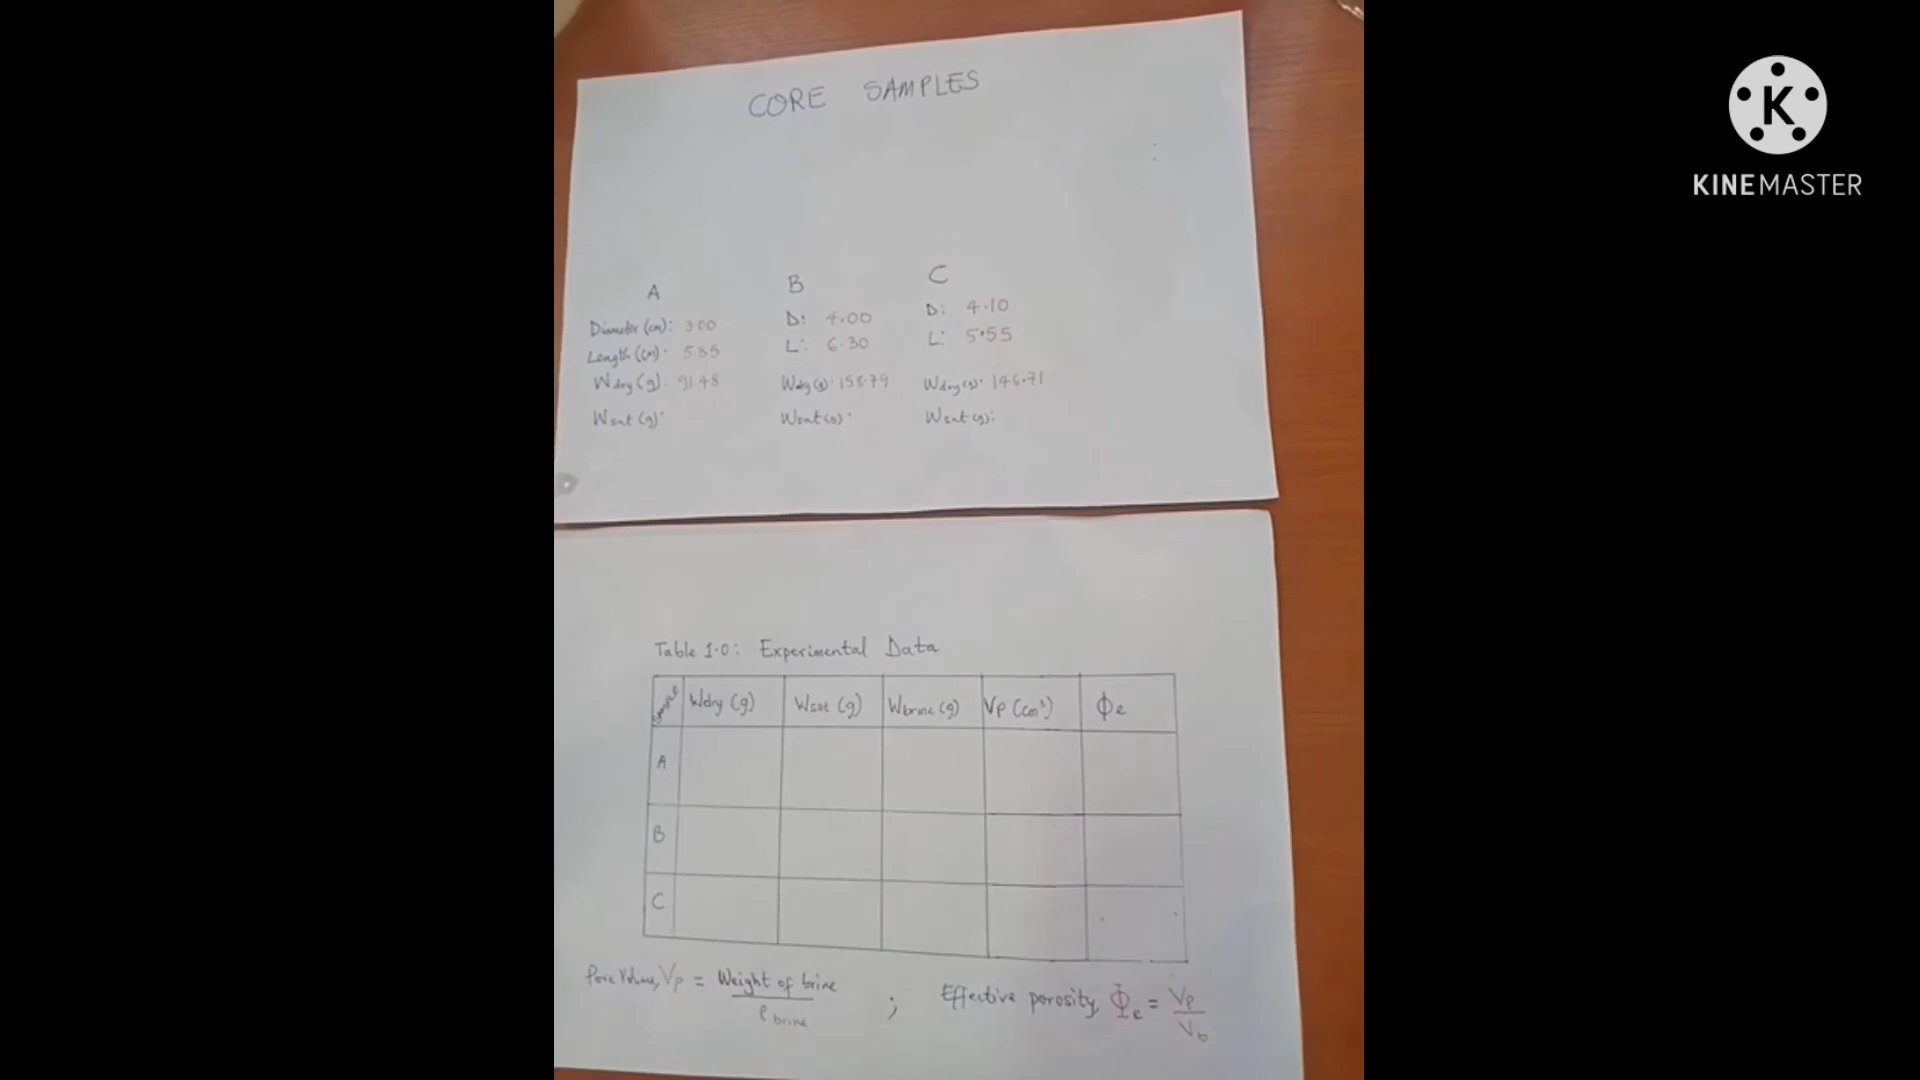 CORE SAMPLES
A
Diameter (cm): 3.00
Length (cm): 5.85
Wdry (g): 91.48
Wsat (g):
B
D: 4.00
L: 6.30
Wdry (g): 158.79
Wsat (g):
C
D: 4.10
L: 5.55
Wdry (g): 146.71
Wsat (g):
Table 1.0: Experimental Data
SAMPLE Wdry (g) Wsat (g) Wbrine (g) Vp (cm³) Φe
A
B
C
Pore Volume, Vp = Weight of brine / ρ brine ; Effective porosity, Φe = Vp / Vb
K
KINEMASTER